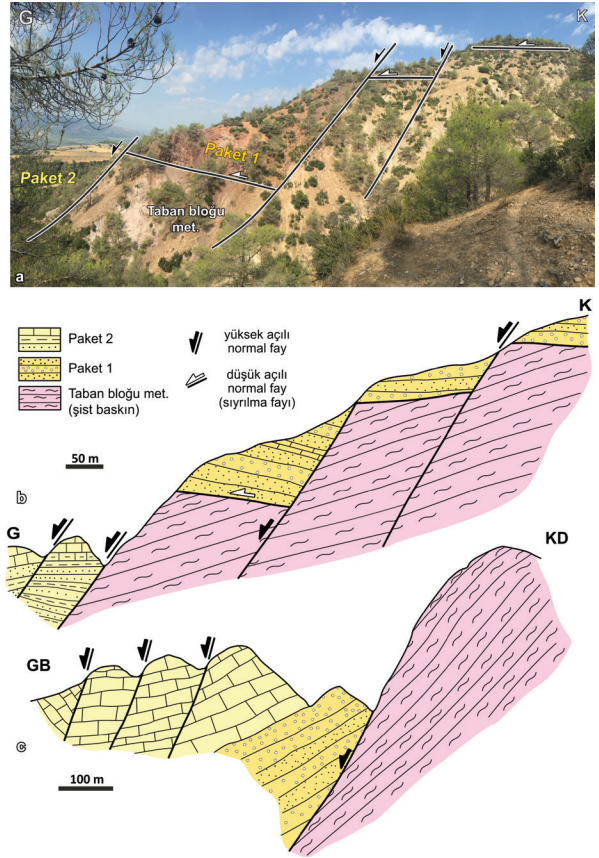 G
K
Paket 2
Paket 1
Taban bloğu
met.
a
K
Paket 2
Paket 1
Taban bloğu met.
(şist baskın)
yüksek açılı
normal fay
düşük açılı
normal fay
(sıyrılma fayı)
50 m
b
G
KD
GB
c
100 m